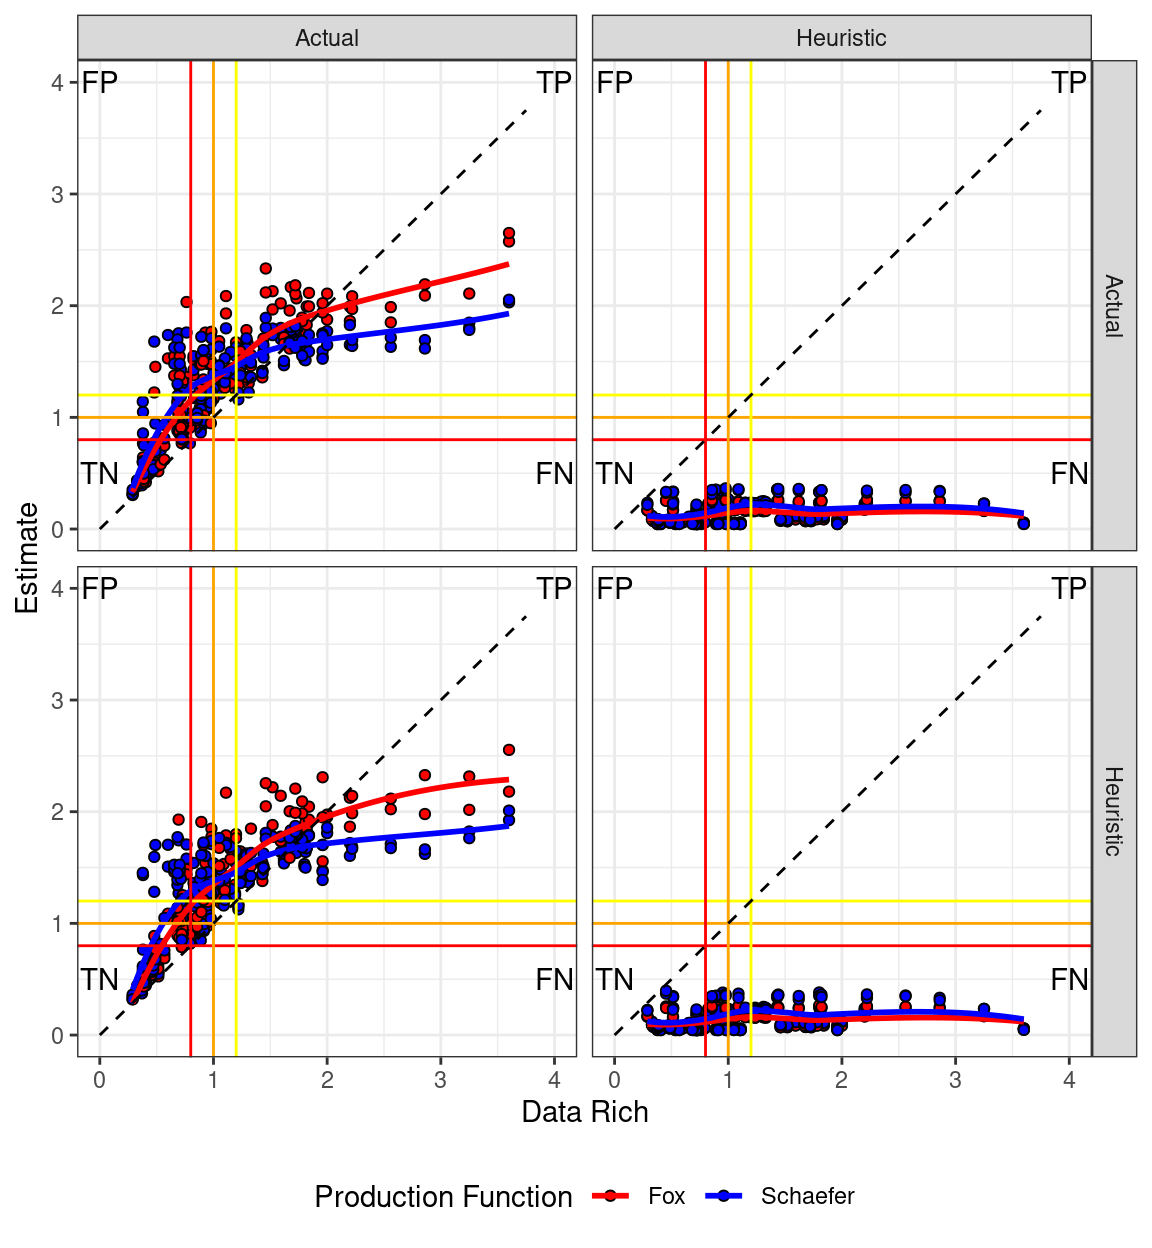 Actual
Heuristic
4
3
2
1
0
FP
TP
TN
FN
FP
TP
TN
FN
Actual
Estimate
4
3
2
1
0
FP
TP
TN
FN
FP
TP
TN
FN
Heuristic
0 1 2 3 4
0 1 2 3 4
Data Rich
Production Function Fox Schaefer